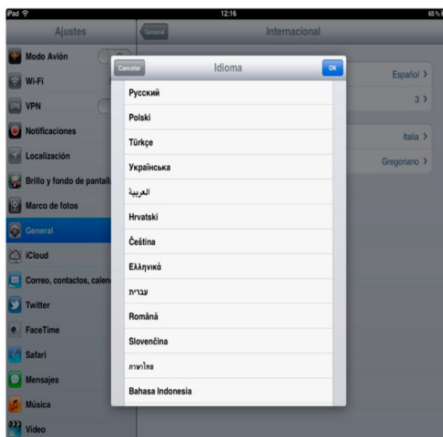 iPad
12:16
65 %
Ajustes
General
Internacional
Modo Avión
Wi-Fi
VPN
Notificaciones
Localización
Brillo y fondo de pantall
Marco de fotos
General
iCloud
Correo, contactos, calen
Twitter
FaceTime
Safari
Mensajes
Música
Vídeo
Cancelar
Idioma
OK
Русский
Polski
Türkçe
Українська
العربية
Hrvatski
Čeština
Ελληνικά
עברית
Română
Slovenčina
ภาษาไทย
Bahasa Indonesia
Español
3
Italia
Gregoriano